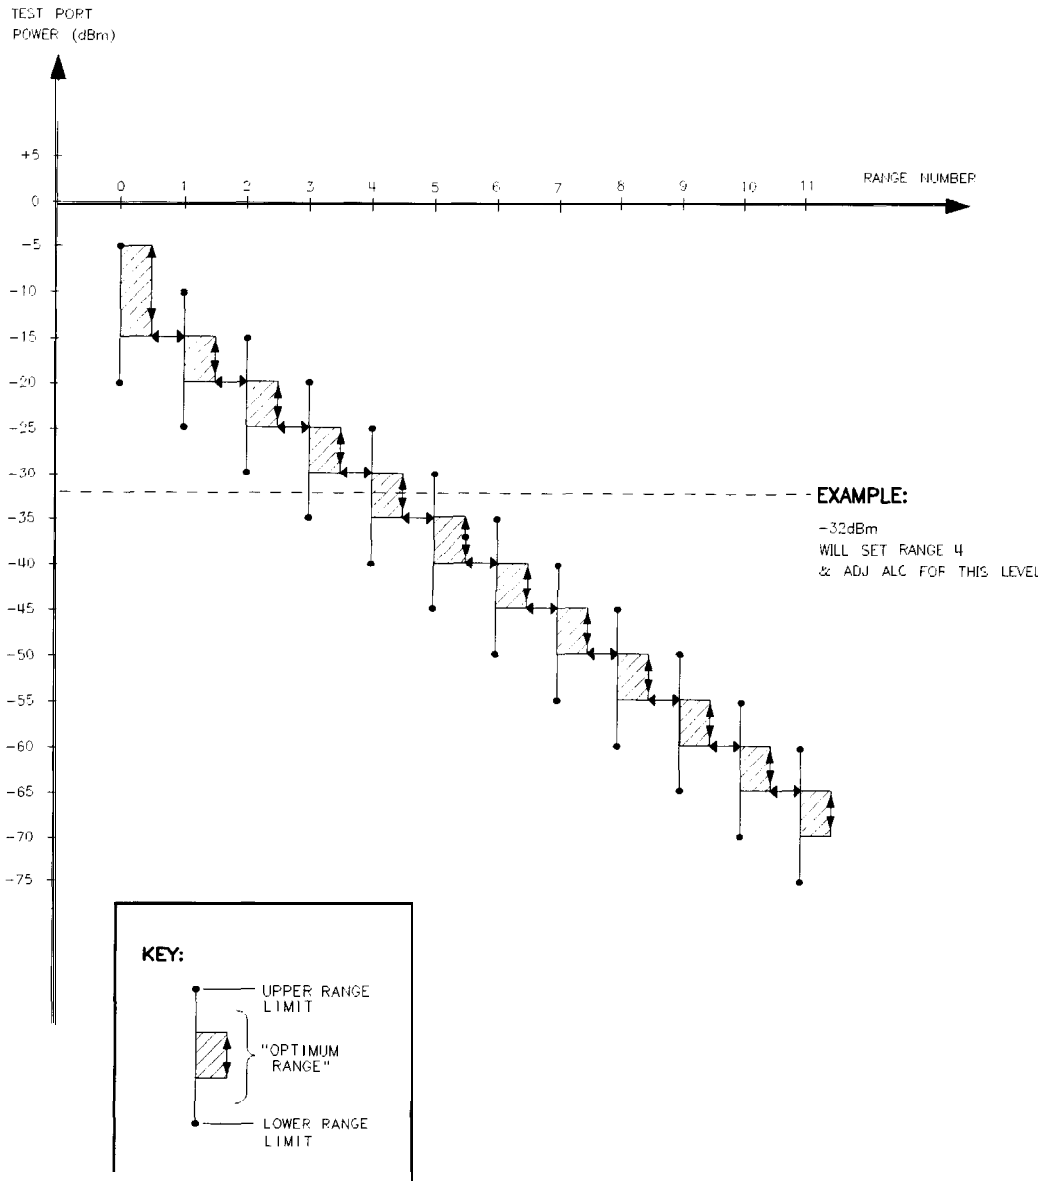 TEST PORT
POWER (dBm)
+5
0 1 2 3 4 5 6 7 8 9 10 11
RANGE NUMBER
0
-5
-10
-15
-20
-25
-30
-35
-40
-45
-50
-55
-60
-65
-70
-75
EXAMPLE:
-32dBm
WILL SET RANGE 4
& ADJ ALC FOR THIS LEVEL
KEY:
UPPER RANGE
LIMIT
"OPTIMUM
RANGE"
LOWER RANGE
LIMIT